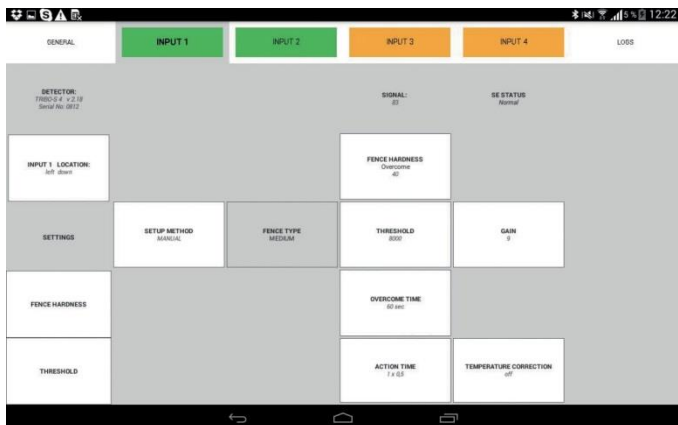 5% 12:22
GENERAL
INPUT 1
INPUT 2
INPUT 3
INPUT 4
LOGS
DETECTOR:
TRIBO-S 4 v 2.18
Serial No: 0812
SIGNAL:
83
SE STATUS
Normal
INPUT 1 LOCATION:
left down
FENCE HARDNESS
Overcome
40
SETTINGS
SETUP METHOD
MANUAL
FENCE TYPE
MEDIUM
THRESHOLD
8000
GAIN
9
FENCE HARDNESS
OVERCOME TIME
60 sec
THRESHOLD
ACTION TIME
1 x 0,5
TEMPERATURE CORRECTION
off